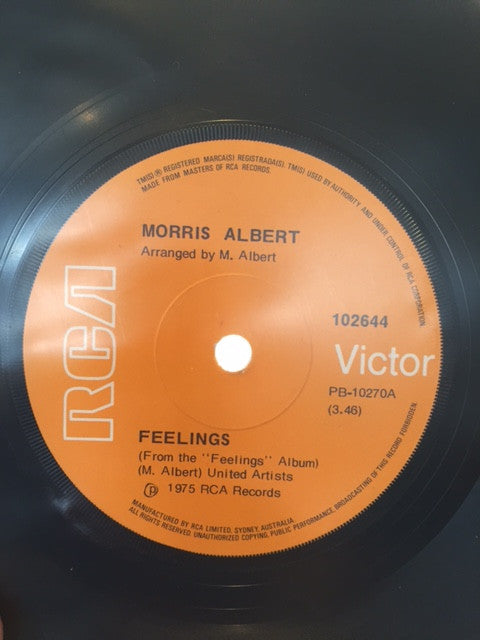 TM(S) ® REGISTERED MARCA(S) REGISTRADA(S). TM(S) USED BY AUTHORITY AND UNDER CONTROL OF RCA CORPORATION
MADE FROM MASTERS OF RCA RECORDS.
MORRIS ALBERT
Arranged by M. Albert
RCA
102644
Victor
PB-10270A
(3.46)
FEELINGS
(From the "Feelings" Album)
(M. Albert) United Artists
Ⓟ 1975 RCA Records
MANUFACTURED BY RCA LIMITED, SYDNEY, AUSTRALIA.
ALL RIGHTS RESERVED. UNAUTHORIZED COPYING, PUBLIC PERFORMANCE, BROADCASTING OF THIS RECORD FORBIDDEN.